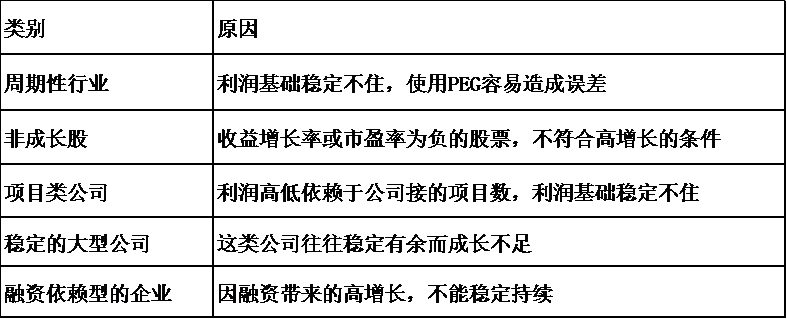 类别 原因
周期性行业 利润基础稳定不住，使用PEG容易造成误差
非成长股 收益增长率或市盈率为负的股票，不符合高增长的条件
项目类公司 利润高低依赖于公司接的项目数，利润基础稳定不住
稳定的大型公司 这类公司往往稳定有余而成长不足
融资依赖型的企业 因融资带来的高增长，不能稳定持续